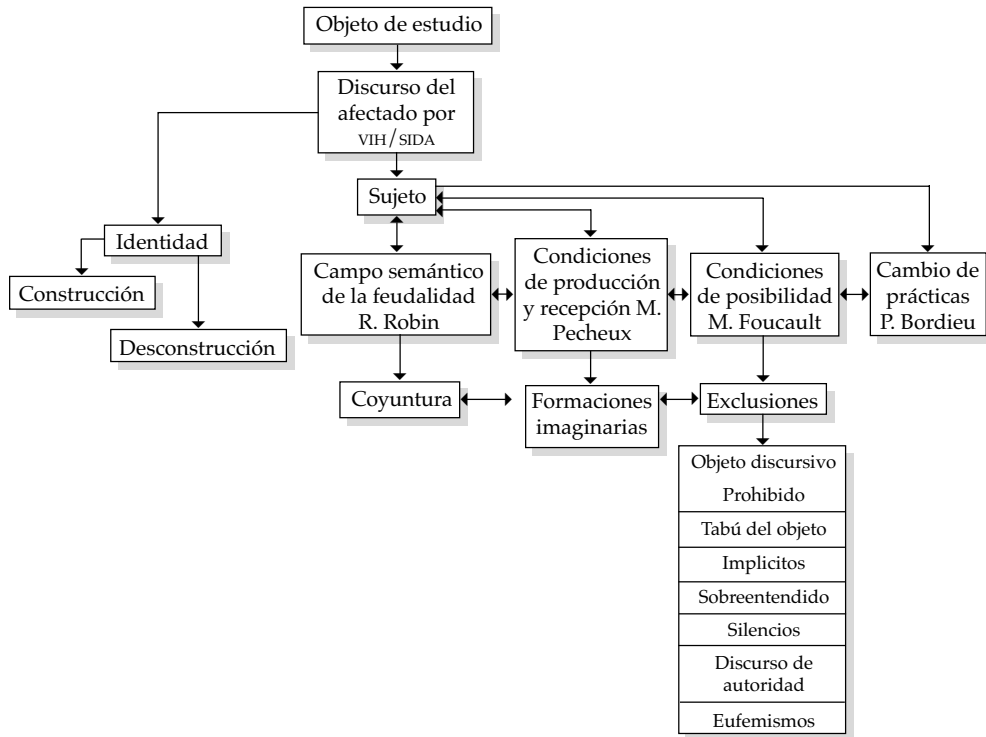 Objeto de estudio
Discurso del
afectado por
VIH/SIDA
Sujeto
Identidad
Construcción
Desconstrucción
Campo semántico
de la feudalidad
R. Robin
Condiciones
de producción
y recepción M.
Pecheux
Condiciones
de posibilidad
M. Foucault
Cambio de
prácticas
P. Bordieu
Coyuntura
Formaciones
imaginarias
Exclusiones
Objeto discursivo
Prohibido
Tabú del objeto
Implicitos
Sobreentendido
Silencios
Discurso de
autoridad
Eufemismos